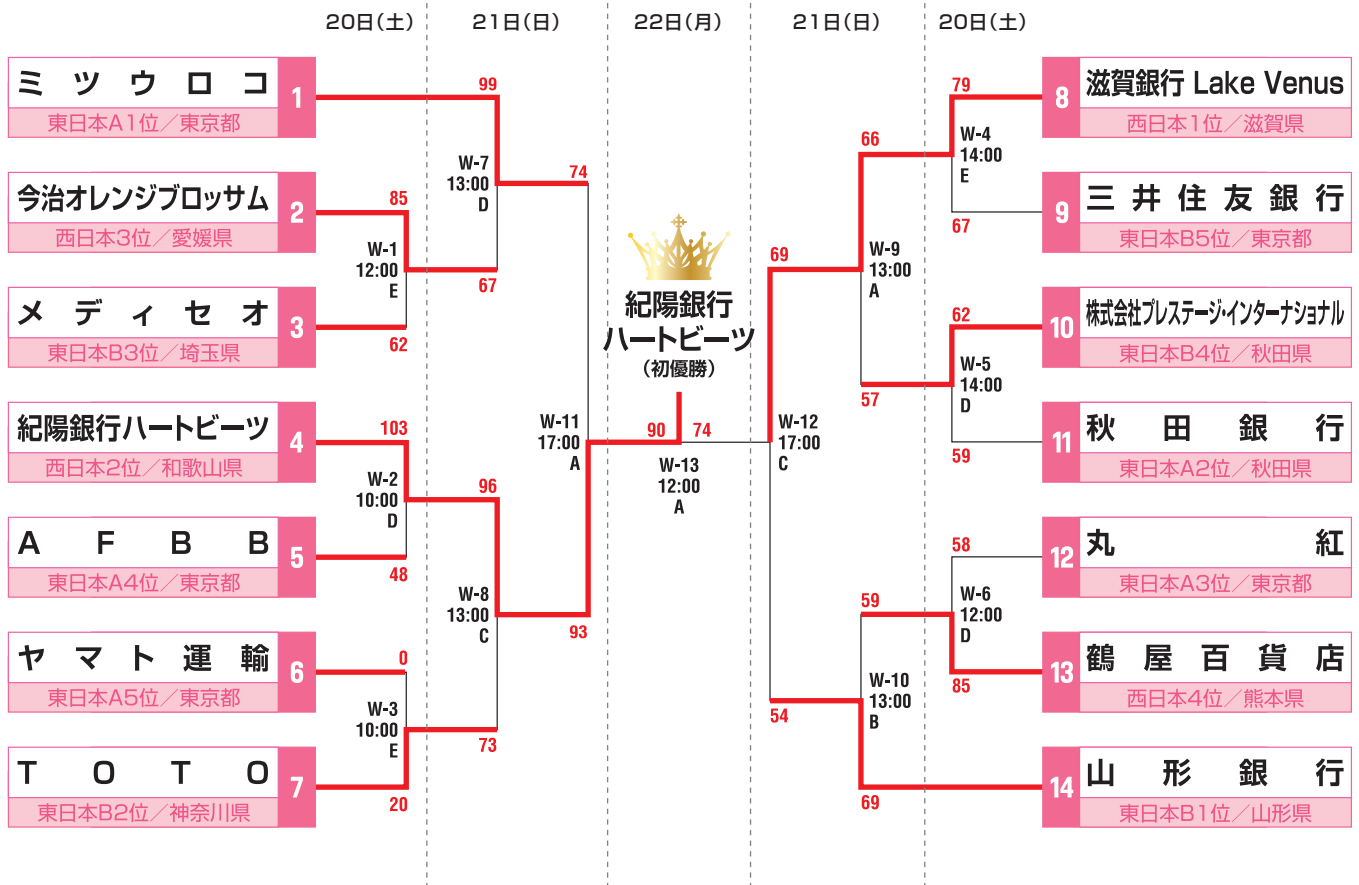 20日(土)
21日(日)
22日(月)
21日(日)
20日(土)
ミツウロコ
1
東日本A1位／東京都
今治オレンジブロッサム
2
西日本3位／愛媛県
メディセオ
3
東日本B3位／埼玉県
紀陽銀行ハートビーツ
4
西日本2位／和歌山県
AFBB
5
東日本A4位／東京都
ヤマト運輸
6
東日本A5位／東京都
TOTO
7
東日本B2位／神奈川県
85
W-1
12:00
E
62
103
W-2
10:00
D
48
0
W-3
10:00
E
20
99
W-7
13:00
D
67
96
W-8
13:00
C
73
74
W-11
17:00
A
93
紀陽銀行
ハートビーツ
(初優勝)
90
74
W-13
12:00
A
69
W-12
17:00
C
54
66
W-9
13:00
A
57
59
W-10
13:00
B
69
79
W-4
14:00
E
67
62
W-5
14:00
D
59
58
W-6
12:00
D
85
8
滋賀銀行 Lake Venus
西日本1位／滋賀県
9
三井住友銀行
東日本B5位／東京都
10
株式会社プレステージ・インターナショナル
東日本B4位／秋田県
11
秋田銀行
東日本A2位／秋田県
12
丸紅
東日本A3位／東京都
13
鶴屋百貨店
西日本4位／熊本県
14
山形銀行
東日本B1位／山形県